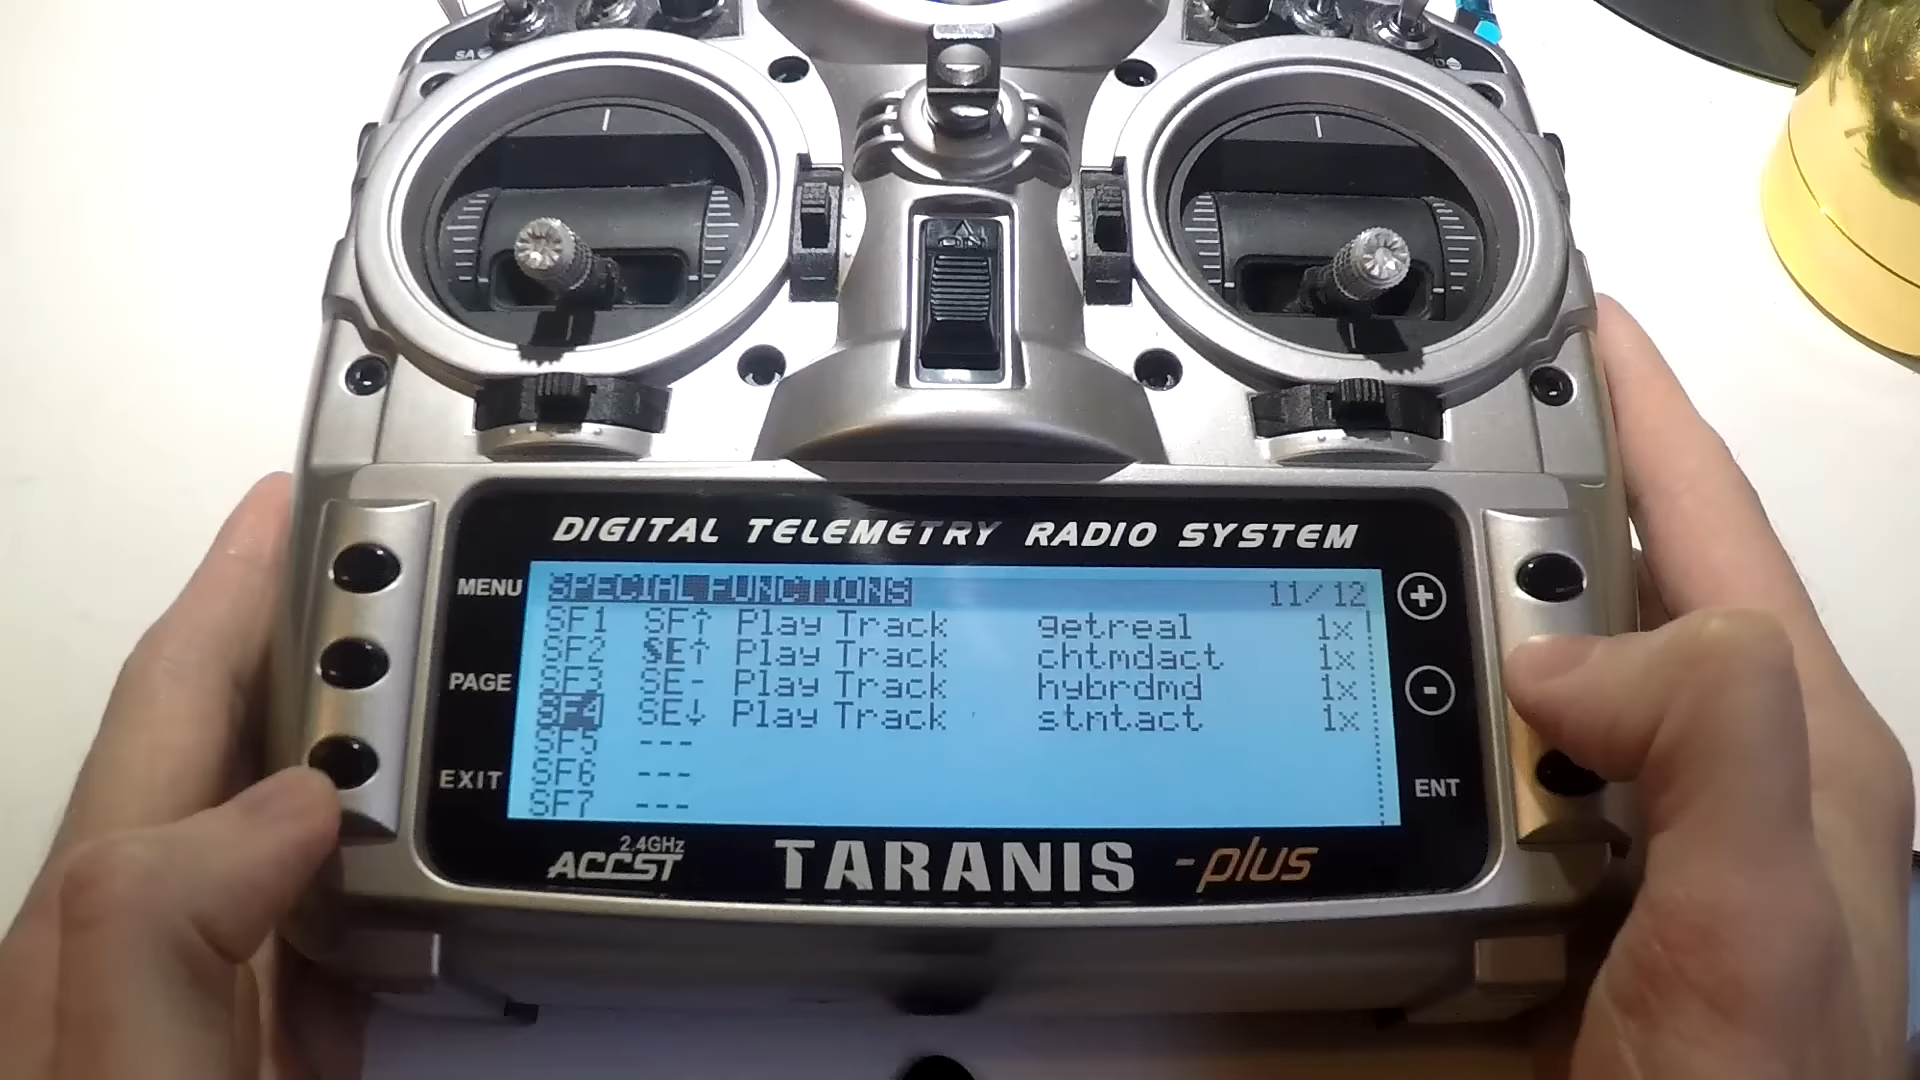 SA
DIGITAL TELEMETRY RADIO SYSTEM
MENU
PAGE
EXIT
SPECIAL FUNCTIONS 11/12
SF1 SF↑ Play Track getreal 1x
SF2 SE↑ Play Track chtmdact 1x
SF3 SE- Play Track hybrdmd 1x
SF4 SE↓ Play Track stntact 1x
SF5 ---
SF6 ---
SF7 ---
+
-
ENT
2.4GHz
ACCST
TARANIS -plus